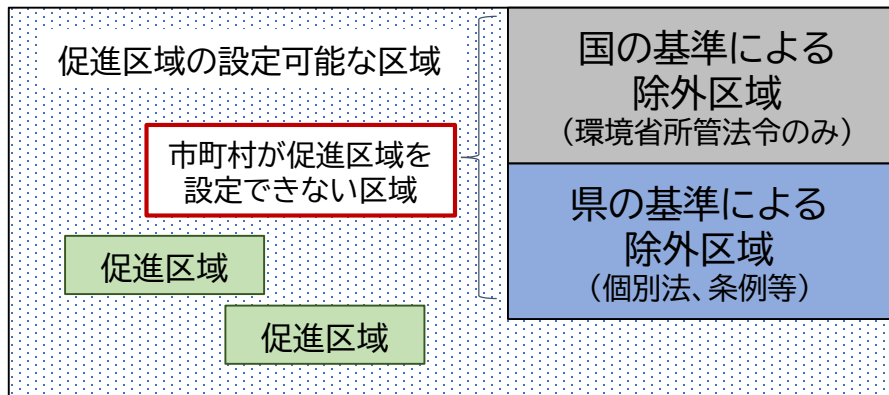 促進区域の設定可能な区域
市町村が促進区域を
設定できない区域
促進区域
促進区域
国の基準による
除外区域
（環境省所管法令のみ）
県の基準による
除外区域
（個別法、条例等）